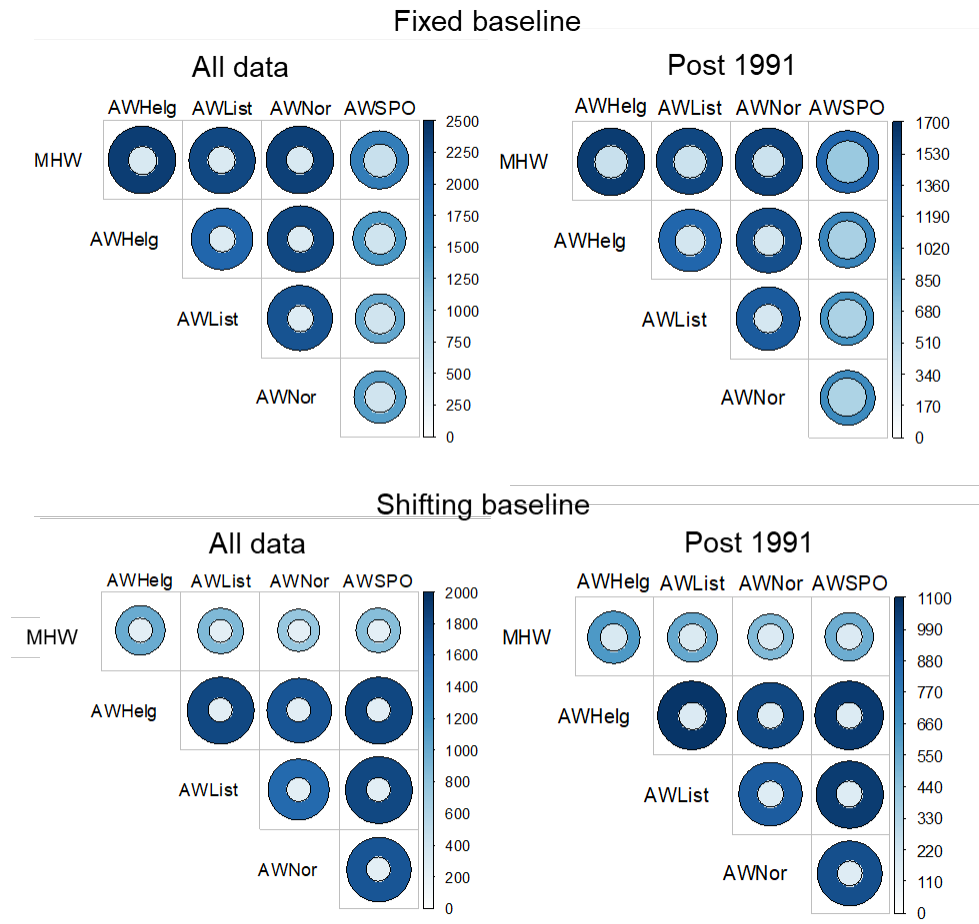 Fixed baseline
All data
AWHelg AWList AWNor AWSPO
MHW
AWHelg
AWList
AWNor
2500
2250
2000
1750
1500
1250
1000
750
500
250
0
Post 1991
AWHelg AWList AWNor AWSPO
MHW
AWHelg
AWList
AWNor
1700
1530
1360
1190
1020
850
680
510
340
170
0
Shifting baseline
All data
AWHelg AWList AWNor AWSPO
MHW
AWHelg
AWList
AWNor
2000
1800
1600
1400
1200
1000
800
600
400
200
0
Post 1991
AWHelg AWList AWNor AWSPO
MHW
AWHelg
AWList
AWNor
1100
990
880
770
660
550
440
330
220
110
0